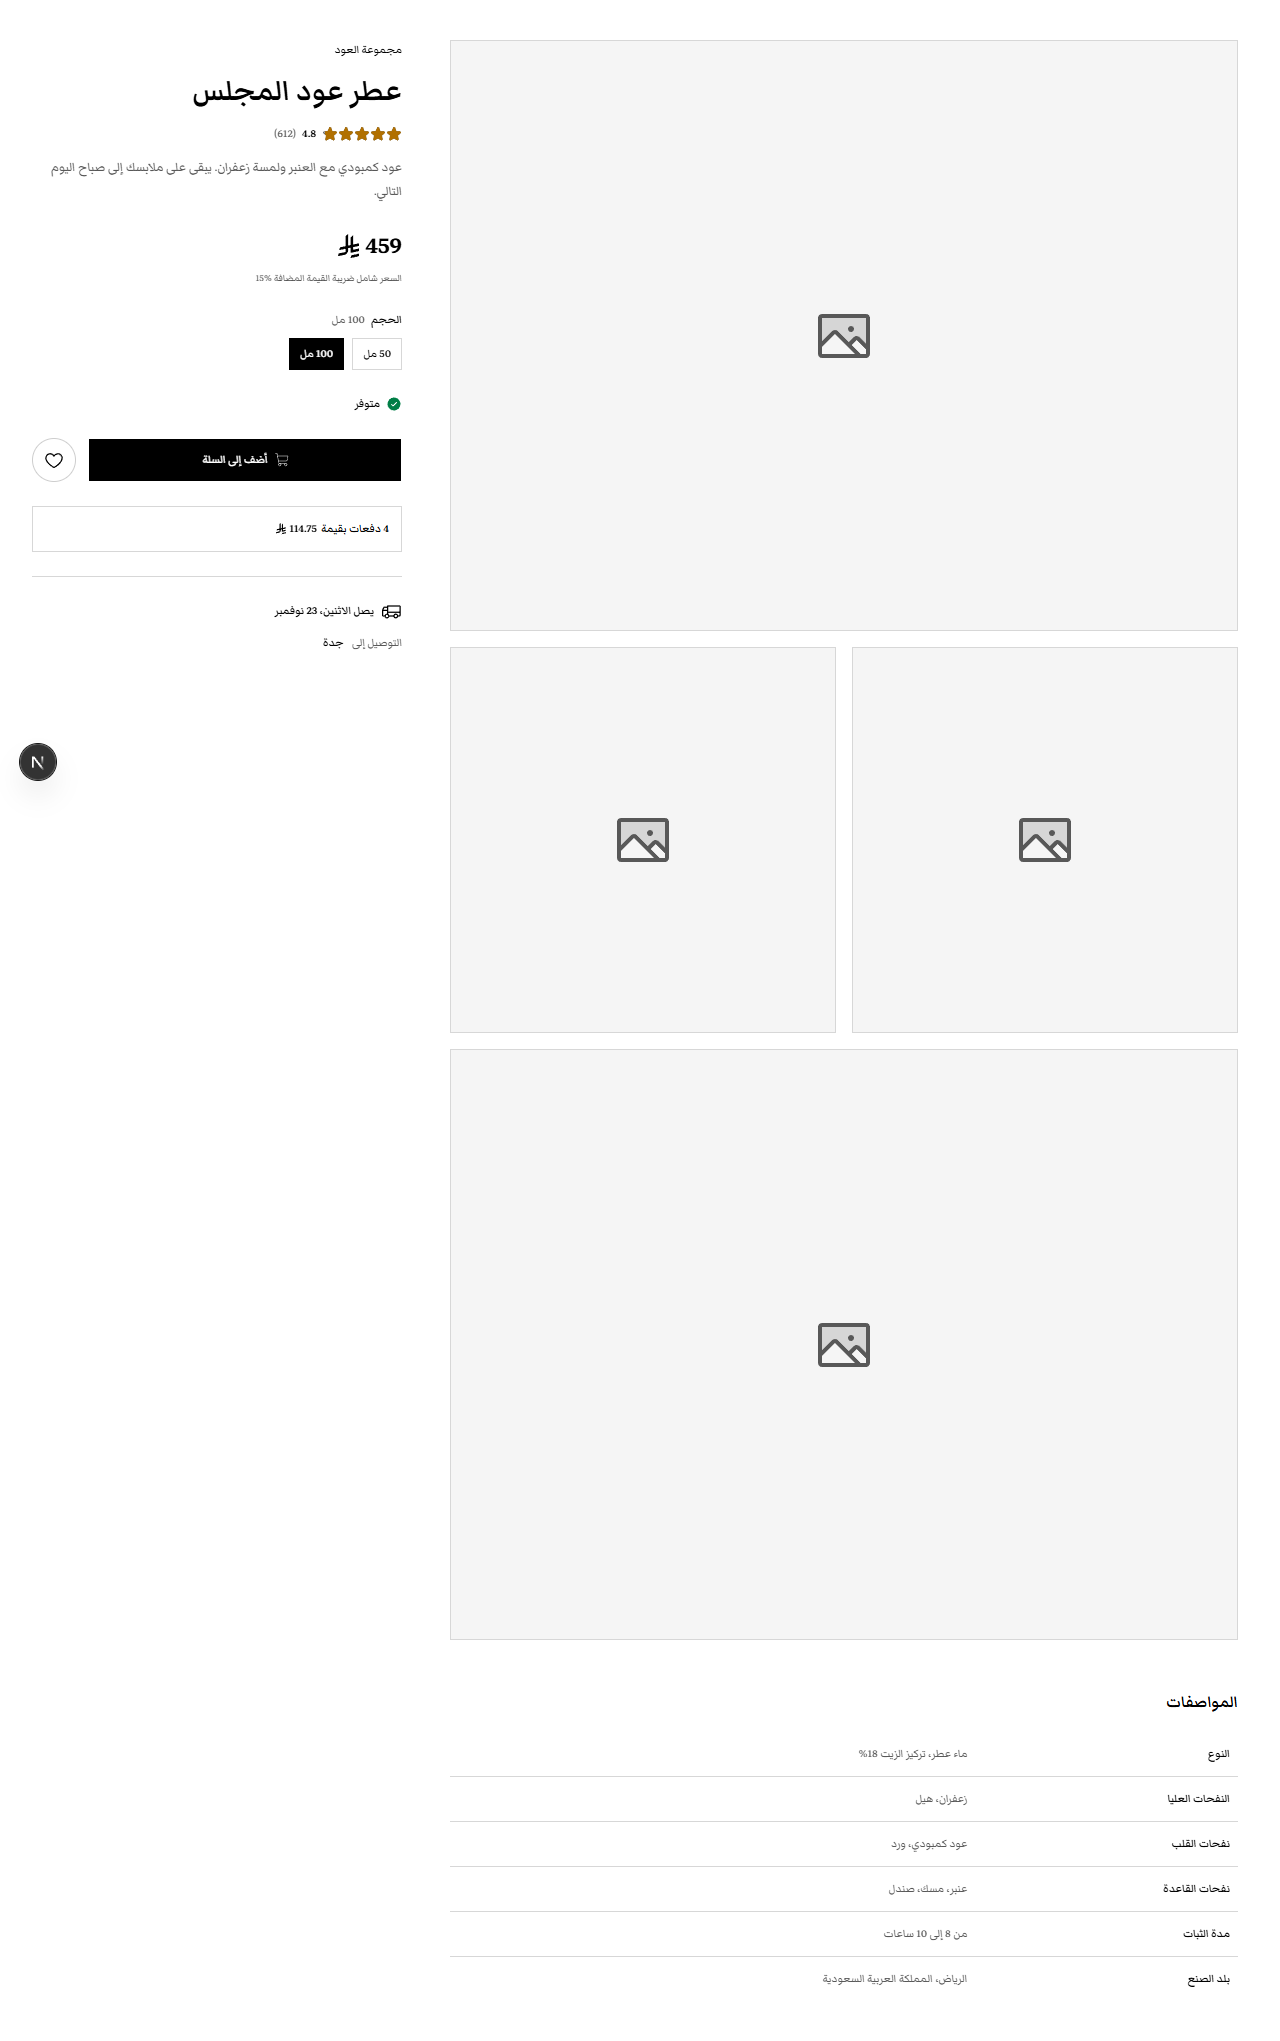 مجموعة العود
عطر عود المجلس
4.8 (612)
عود كمبودي مع العنبر ولمسة زعفران. يبقى على ملابسك إلى صباح اليوم
التالي.
459 ⃁
السعر شامل ضريبة القيمة المضافة 15%
الحجم 100 مل
50 مل
100 مل
متوفر
أضف إلى السلة
4 دفعات بقيمة 114.75 ⃁
يصل الاثنين، 23 نوفمبر
التوصيل إلى جدة
N
المواصفات
النوع ماء عطر، تركيز الزيت 18%
النفحات العليا زعفران، هيل
نفحات القلب عود كمبودي، ورد
نفحات القاعدة عنبر، مسك، صندل
مدة الثبات من 8 إلى 10 ساعات
بلد الصنع الرياض، المملكة العربية السعودية